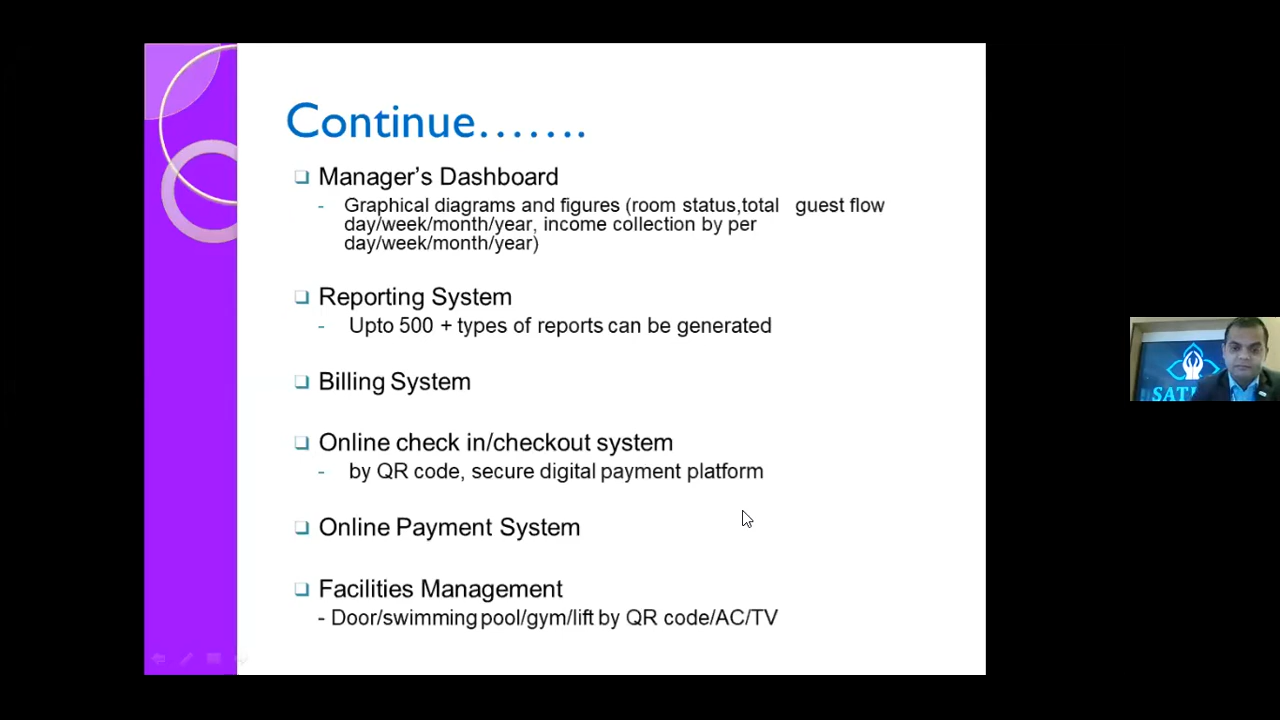 Continue…….
❑ Manager’s Dashboard
- Graphical diagrams and figures (room status,total guest flow
day/week/month/year, income collection by per
day/week/month/year)
❑ Reporting System
- Upto 500 + types of reports can be generated
❑ Billing System
❑ Online check in/checkout system
- by QR code, secure digital payment platform
❑ Online Payment System
❑ Facilities Management
- Door/swimming pool/gym/lift by QR code/AC/TV